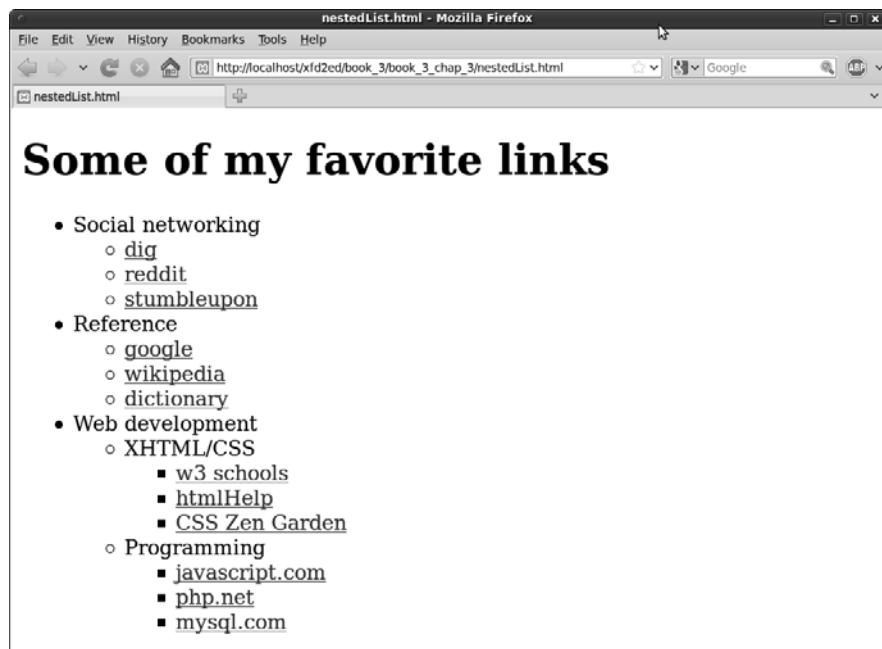 nestedList.html - Mozilla Firefox
File Edit View History Bookmarks Tools Help
http://localhost/xfd2ed/book_3/book_3_chap_3/nestedList.html Google ABP
nestedList.html
Some of my favorite links
Social networking
dig
reddit
stumbleupon
Reference
google
wikipedia
dictionary
Web development
XHTML/CSS
w3 schools
htmlHelp
CSS Zen Garden
Programming
javascript.com
php.net
mysql.com